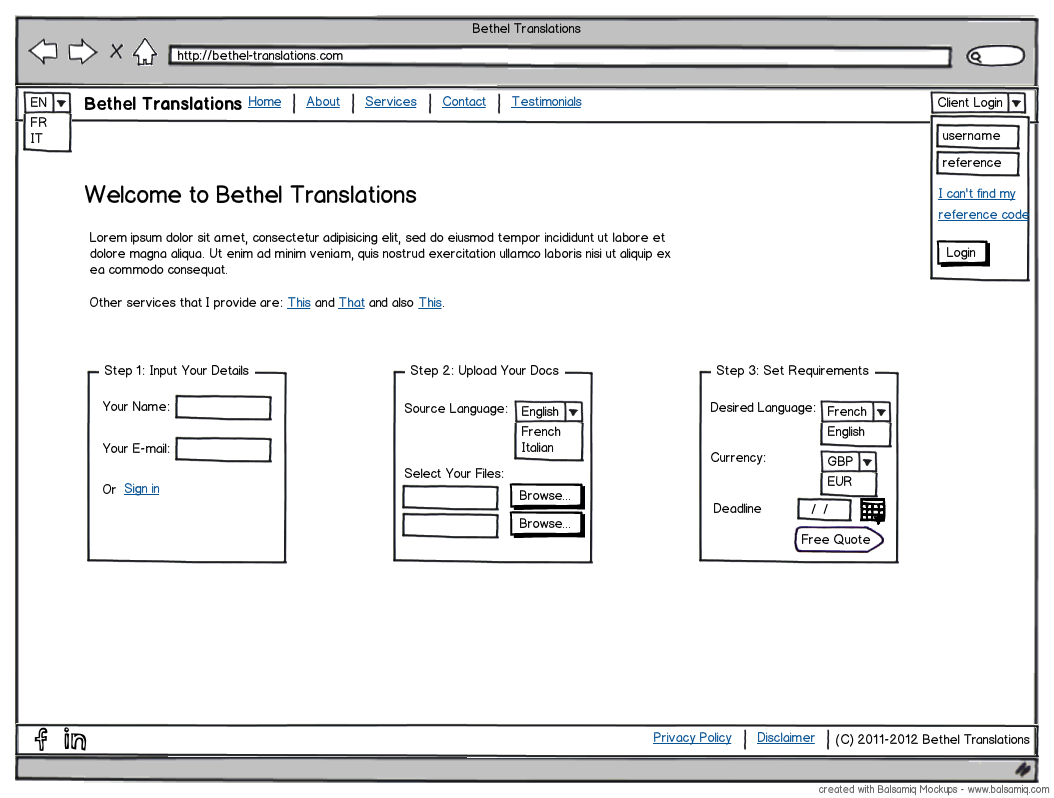 Bethel Translations
http://bethel-translations.com
EN
Bethel Translations Home About Services Contact Testimonials
Client Login
FR
IT
username
reference
I can't find my
reference code
Login
Welcome to Bethel Translations
Lorem ipsum dolor sit amet, consectetur adipisicing elit, sed do eiusmod tempor incididunt ut labore et
dolore magna aliqua. Ut enim ad minim veniam, quis nostrud exercitation ullamco laboris nisi ut aliquip ex
ea commodo consequat.
Other services that I provide are: This and That and also This.
Step 1: Input Your Details
Your Name:
Your E-mail:
Or Sign in
Step 2: Upload Your Docs
Source Language: English
French
Italian
Select Your Files:
Browse...
Browse...
Step 3: Set Requirements
Desired Language: French
English
Currency: GBP
EUR
Deadline / /
Free Quote
f in
Privacy Policy Disclaimer (C) 2011-2012 Bethel Translations
created with Balsamiq Mockups - www.balsamiq.com